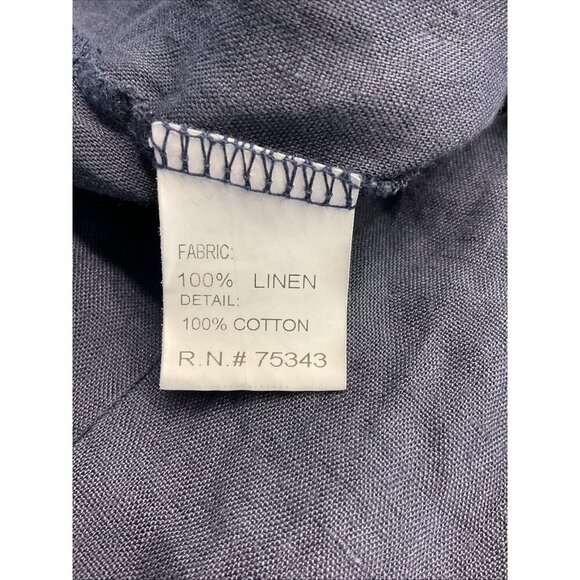 FABRIC:
100% LINEN
DETAIL:
100% COTTON
R.N.# 75343